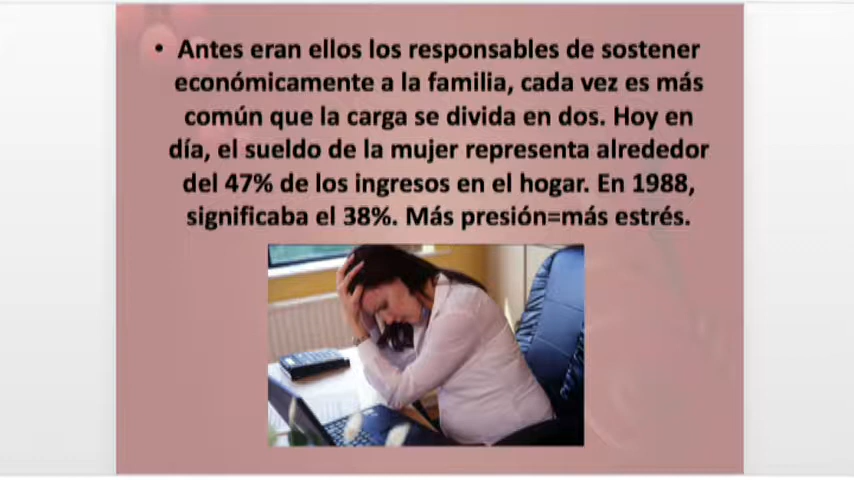 • Antes eran ellos los responsables de sostener
económicamente a la familia, cada vez es más
común que la carga se divida en dos. Hoy en
día, el sueldo de la mujer representa alrededor
del 47% de los ingresos en el hogar. En 1988,
significaba el 38%. Más presión=más estrés.